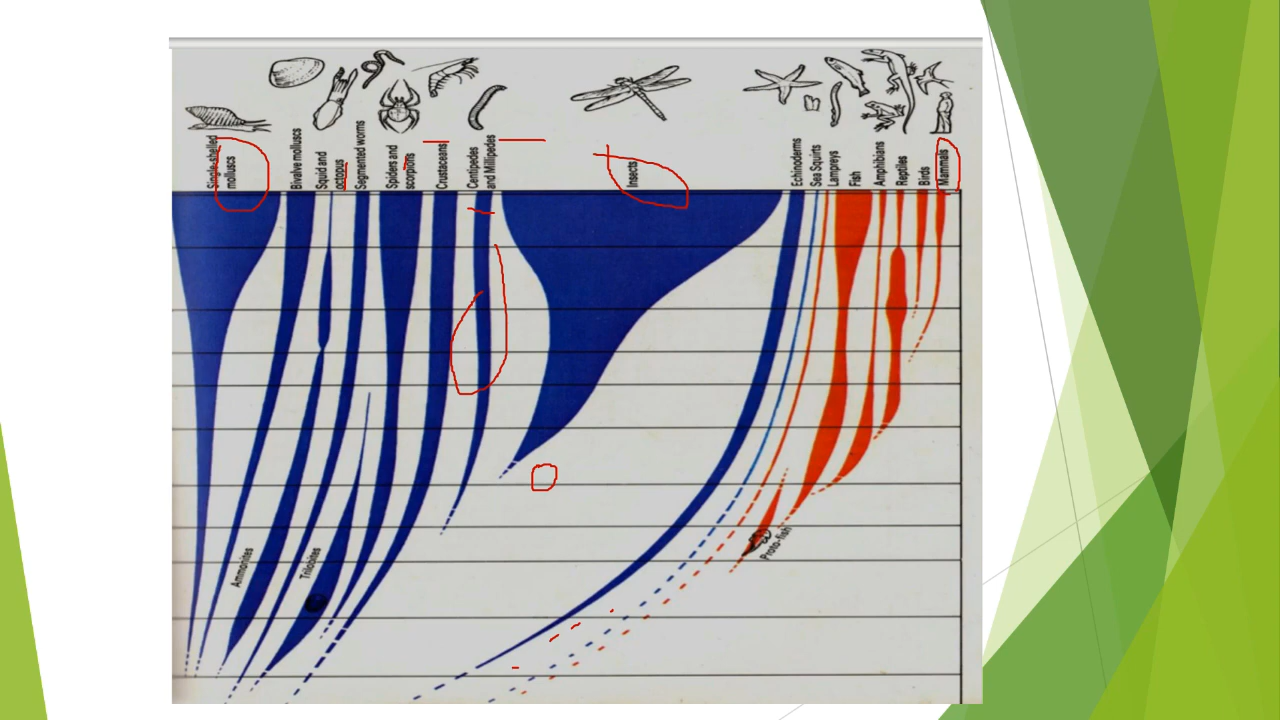 Single-shelled
molluscs
Bivalve molluscs
Squid and
octopus
Segmented worms
Spiders and
scorpions
Crustaceans
Centipedes
and Millipedes
Insects
Echinoderms
Sea Squirts
Lampreys
Fish
Amphibians
Reptiles
Birds
Mammals
Ammonites
Trilobites
Proto-fish